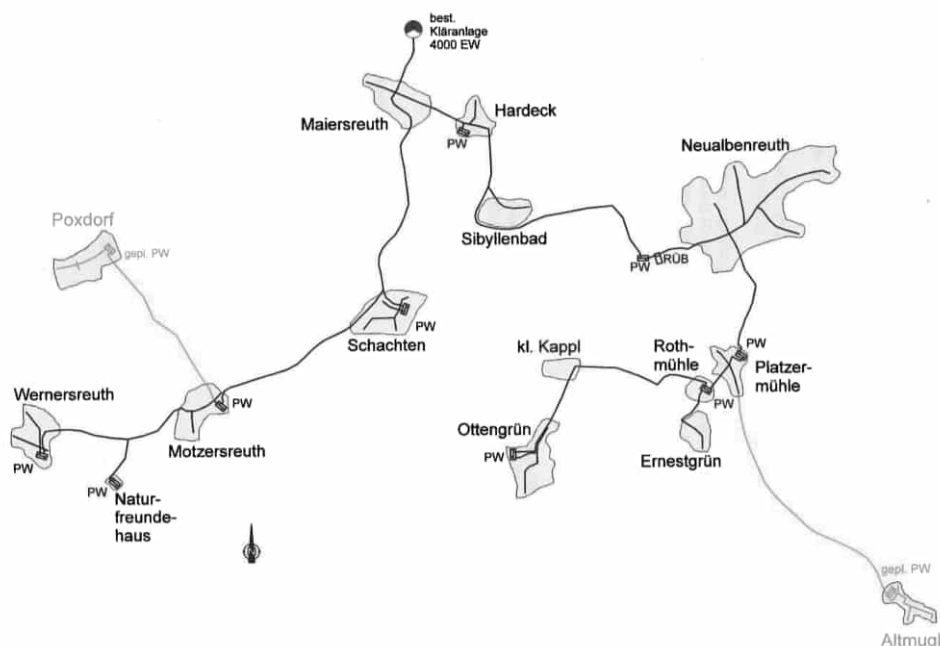 best.
Kläranlage
4000 EW
Maiersreuth
Hardeck
PW
Neualbenreuth
Poxdorf
gepl. PW
Sibyllenbad
PW
RÜB
PW
Schachten
kl. Kappl
Roth-
mühle
PW
Platzer-
mühle
PW
Wernersreuth
PW
Motzersreuth
Ottengrün
PW
Ernestgrün
PW
Natur-
freunde-
haus
gepl. PW
Altmugl